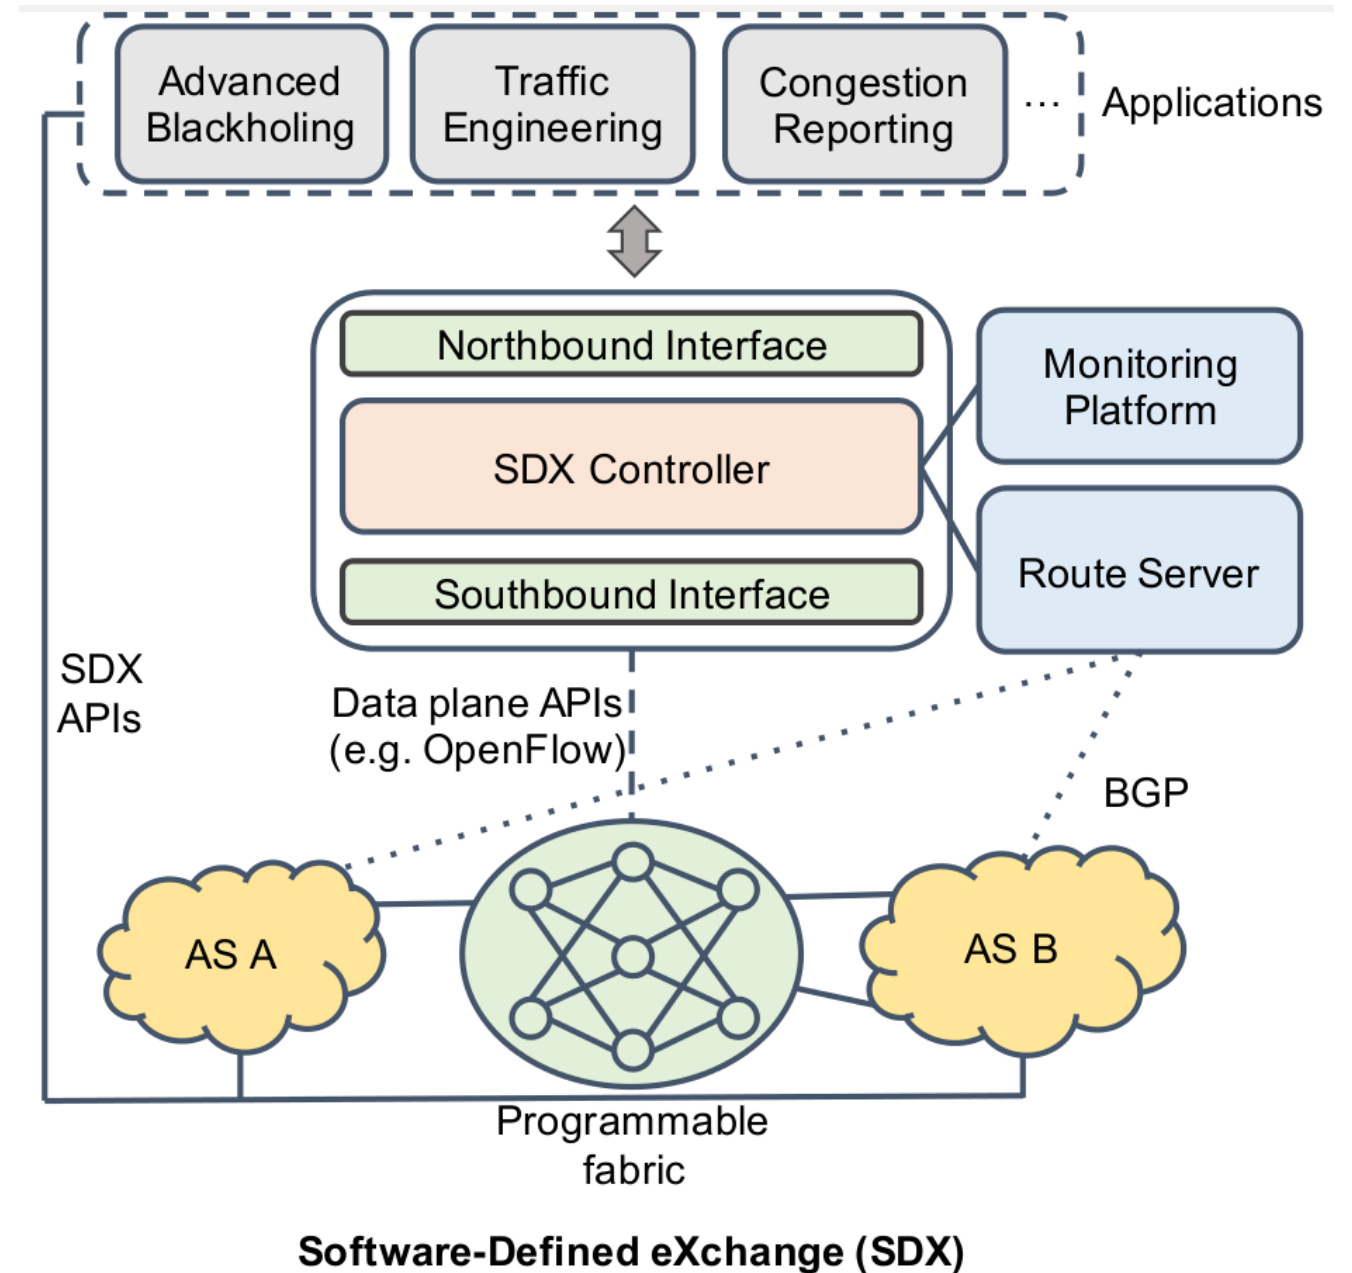 Advanced
Blackholing
Traffic
Engineering
Congestion
Reporting
...
Applications
Northbound Interface
SDX Controller
Southbound Interface
Monitoring
Platform
Route Server
SDX
APIs
Data plane APIs
(e.g. OpenFlow)
BGP
AS A
AS B
Programmable
fabric
Software-Defined eXchange (SDX)